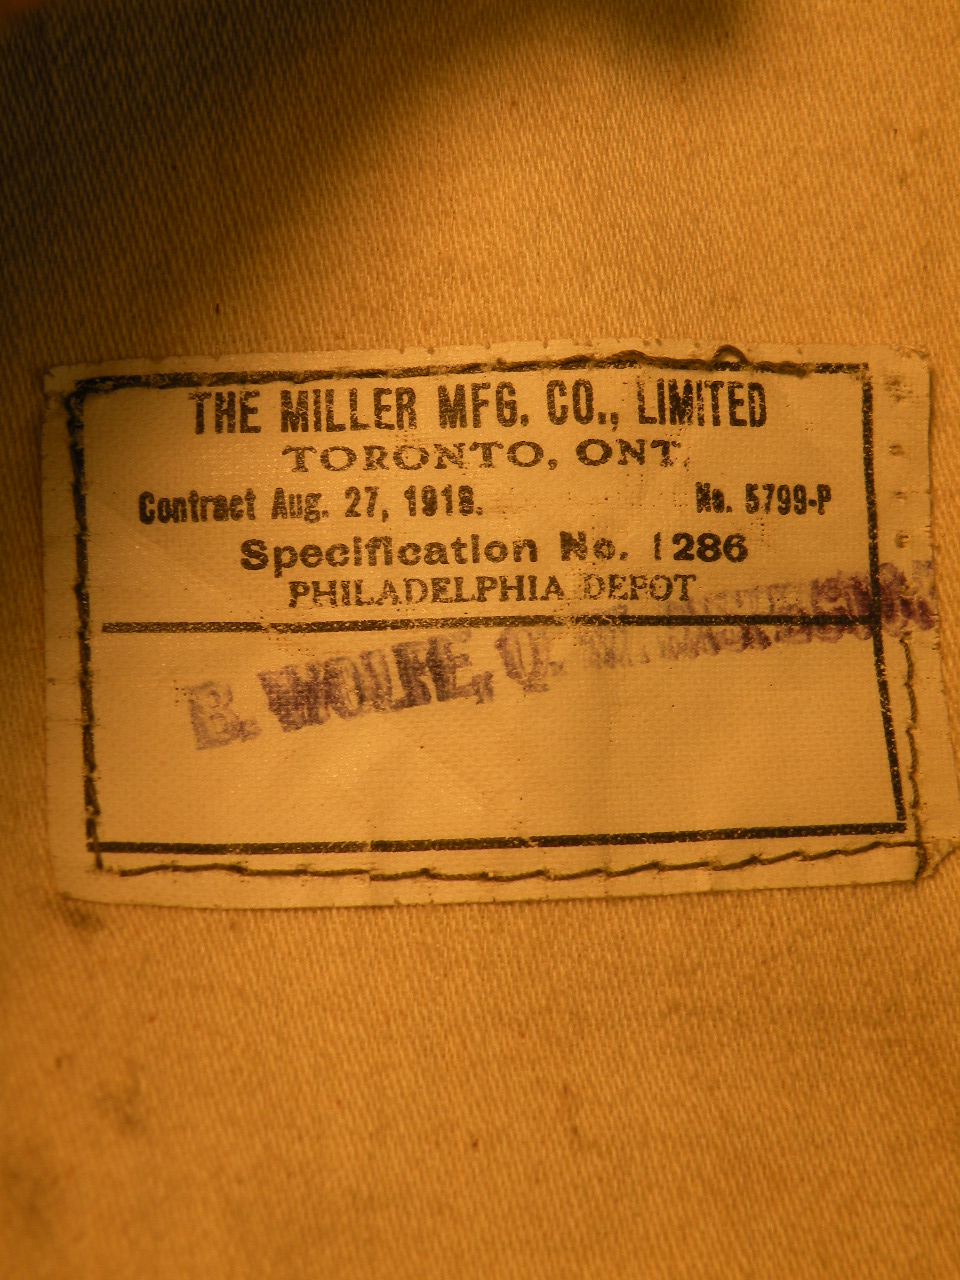 THE MILLER MFG. CO., LIMITED
TORONTO, ONT.
Contract Aug. 27, 1918. No. 5799-P
Specification No. 1286
PHILADELPHIA DEPOT
B. WOLFE, Q.